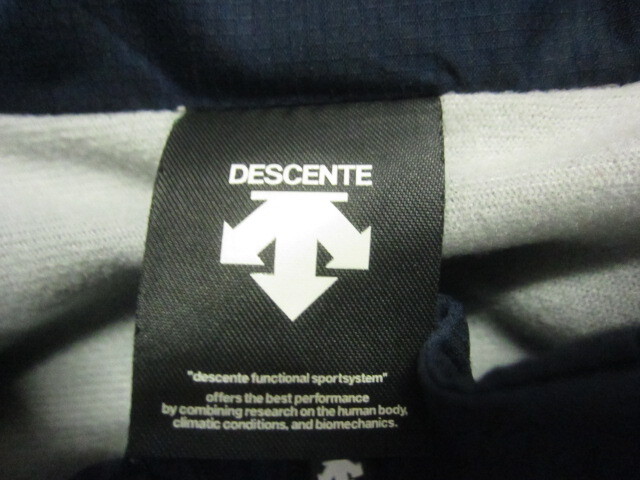 DESCENTE
"descente functional sportsystem"
offers the best performance
by combining research on the human body,
climatic conditions, and biomechanics.